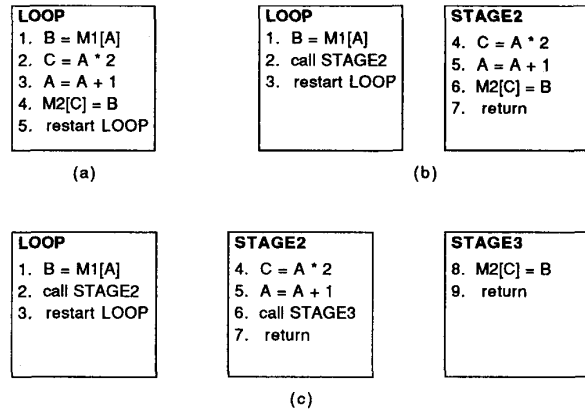 LOOP
1. B = M1[A]
2. C = A * 2
3. A = A + 1
4. M2[C] = B
5. restart LOOP
(a)
LOOP
1. B = M1[A]
2. call STAGE2
3. restart LOOP
STAGE2
4. C = A * 2
5. A = A + 1
6. M2[C] = B
7. return
(b)
LOOP
1. B = M1[A]
2. call STAGE2
3. restart LOOP
STAGE2
4. C = A * 2
5. A = A + 1
6. call STAGE3
7. return
STAGE3
8. M2[C] = B
9. return
(c)